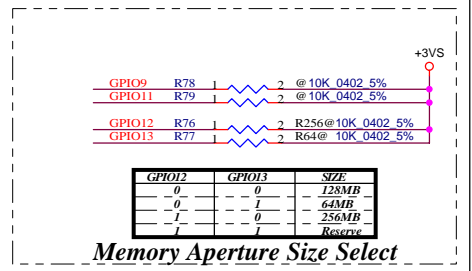 +3VS
GPIO9 R78 1 2 @ 10K_0402_5%
GPIO11 R79 1 2 @ 10K_0402_5%
GPIO12 R76 1 2 R256@ 10K_0402_5%
GPIO13 R77 1 2 R64@ 10K_0402_5%
GPIO12 GPIO13 SIZE
0 0 128MB
0 1 64MB
1 0 256MB
1 1 Reserve
Memory Aperture Size Select